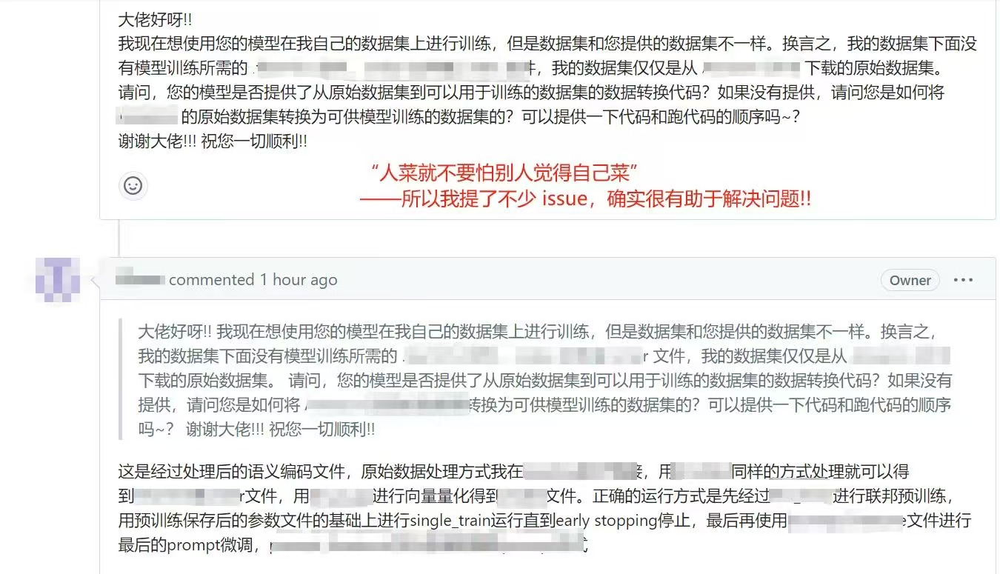 大佬好呀!!
我现在想使用您的模型在我自己的数据集上进行训练，但是数据集和您提供的数据集不一样。换言之，我的数据集下面没
有模型训练所需的 件，我的数据集仅仅是从 下载的原始数据集。
请问，您的模型是否提供了从原始数据集到可以用于训练的数据集的数据转换代码？如果没有提供，请问您是如何将
的原始数据集转换为可供模型训练的数据集的？可以提供一下代码和跑代码的顺序吗~？
谢谢大佬!!! 祝您一切顺利!!
“人菜就不要怕别人觉得自己菜”
——所以我提了不少 issue，确实很有助于解决问题!!
commented 1 hour ago
Owner
大佬好呀!! 我现在想使用您的模型在我自己的数据集上进行训练，但是数据集和您提供的数据集不一样。换言之，
我的数据集下面没有模型训练所需的 . r 文件，我的数据集仅仅是从
下载的原始数据集。 请问，您的模型是否提供了从原始数据集到可以用于训练的数据集的数据转换代码？如果没有
提供，请问您是如何将 转换为可供模型训练的数据集的？可以提供一下代码和跑代码的顺序
吗~？ 谢谢大佬!!! 祝您一切顺利!!
这是经过处理后的语义编码文件，原始数据处理方式我在 ，用 同样的方式处理就可以得
到 r文件，用 进行向量量化得到 文件。正确的运行方式是先经过 进行联邦预训练，
用预训练保存后的参数文件的基础上进行single_train运行直到early stopping停止，最后再使用 e文件进行
最后的prompt微调，